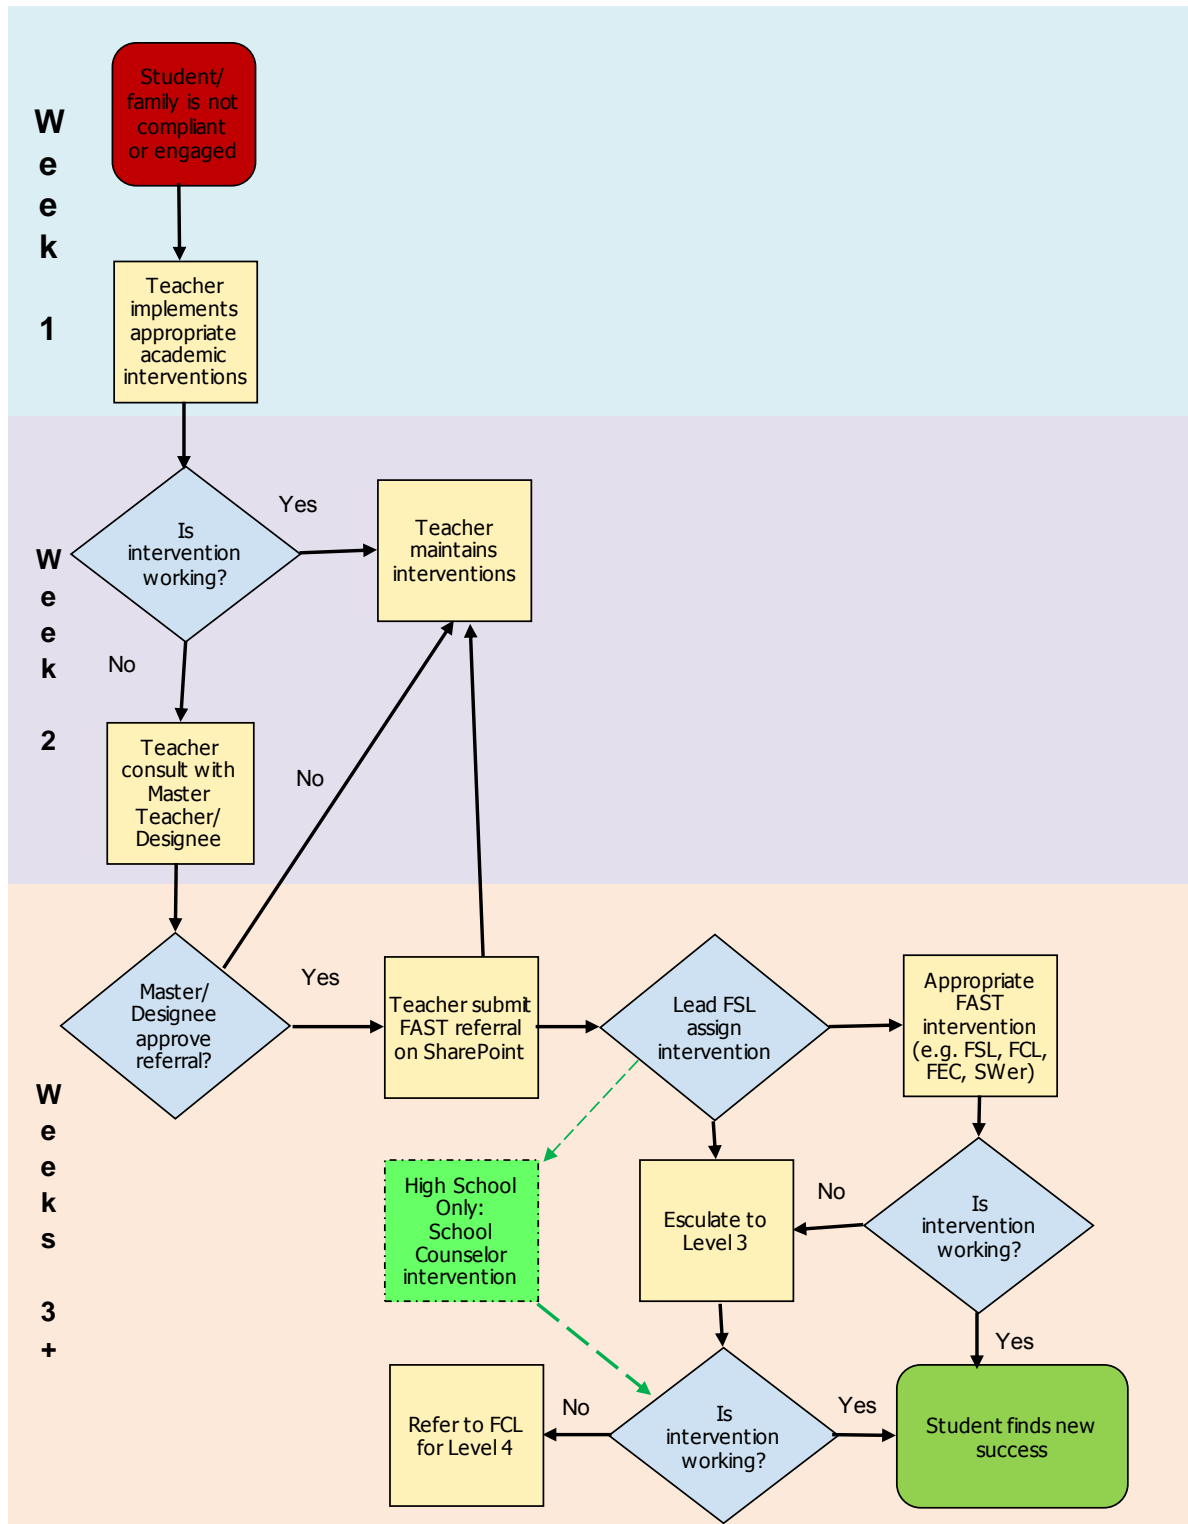 Week 1
Student/
family is not
compliant
or engaged
Teacher
implements
appropriate
academic
interventions
Week 2
Is
intervention
working?
Yes
Teacher
maintains
interventions
No
Teacher
consult with
Master
Teacher/
Designee
No
Weeks 3+
Master/
Designee
approve
referral?
Yes
Teacher submit
FAST referral
on SharePoint
Lead FSL
assign
intervention
Appropriate
FAST
intervention
(e.g. FSL, FCL,
FEC, SWer)
High School
Only:
School
Counselor
intervention
Esculate to
Level 3
No
Is
intervention
working?
Yes
Refer to FCL
for Level 4
No
Is
intervention
working?
Yes
Student finds new
success